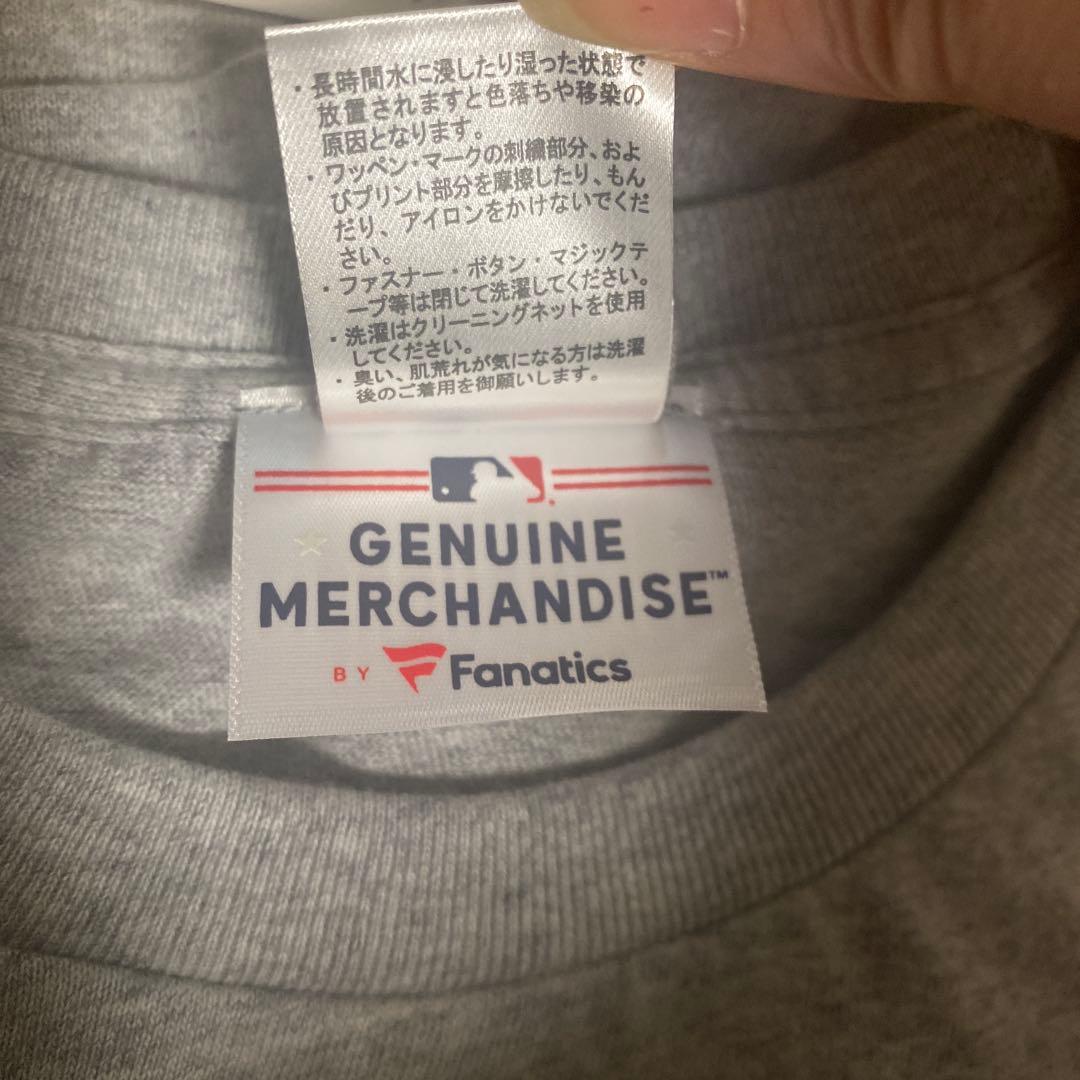 ・長時間水に浸したり湿った状態で
放置されますと色落ちや移染の
原因となります。
・ワッペン・マークの刺繍部分、およ
びプリント部分を摩擦したり、もん
だり、アイロンをかけないでくだ
さい。
・ファスナー・ボタン・マジックテ
ープ等は閉じて洗濯してください。
・洗濯はクリーニングネットを使用
してください。
・臭い、肌荒れが気になる方は洗濯
後のご着用を御願いします。
GENUINE
MERCHANDISE™
BY Fanatics